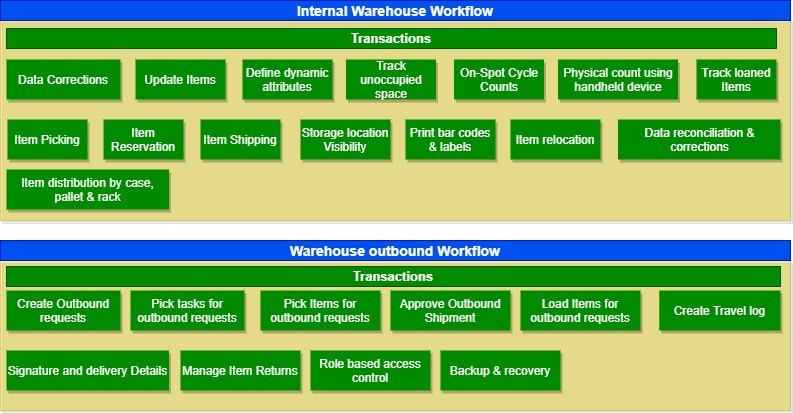 Internal Warehouse Workflow
Transactions
Data Corrections
Update Items
Define dynamic
attributes
Track
unoccupied
space
On-Spot Cycle
Counts
Physical count using
handheld device
Track loaned
Items
Item Picking
Item
Reservation
Item Shipping
Storage location
Visibility
Print bar codes
& labels
Item relocation
Data reconciliation &
corrections
Item distribution by case,
pallet & rack
Warehouse outbound Workflow
Transactions
Create Outbound
requests
Pick tasks for
outbound requests
Pick Items for
outbound requests
Approve Outbound
Shipment
Load Items for
outbound requests
Create Travel log
Signature and delivery Details
Manage Item Returns
Role based access
control
Backup & recovery